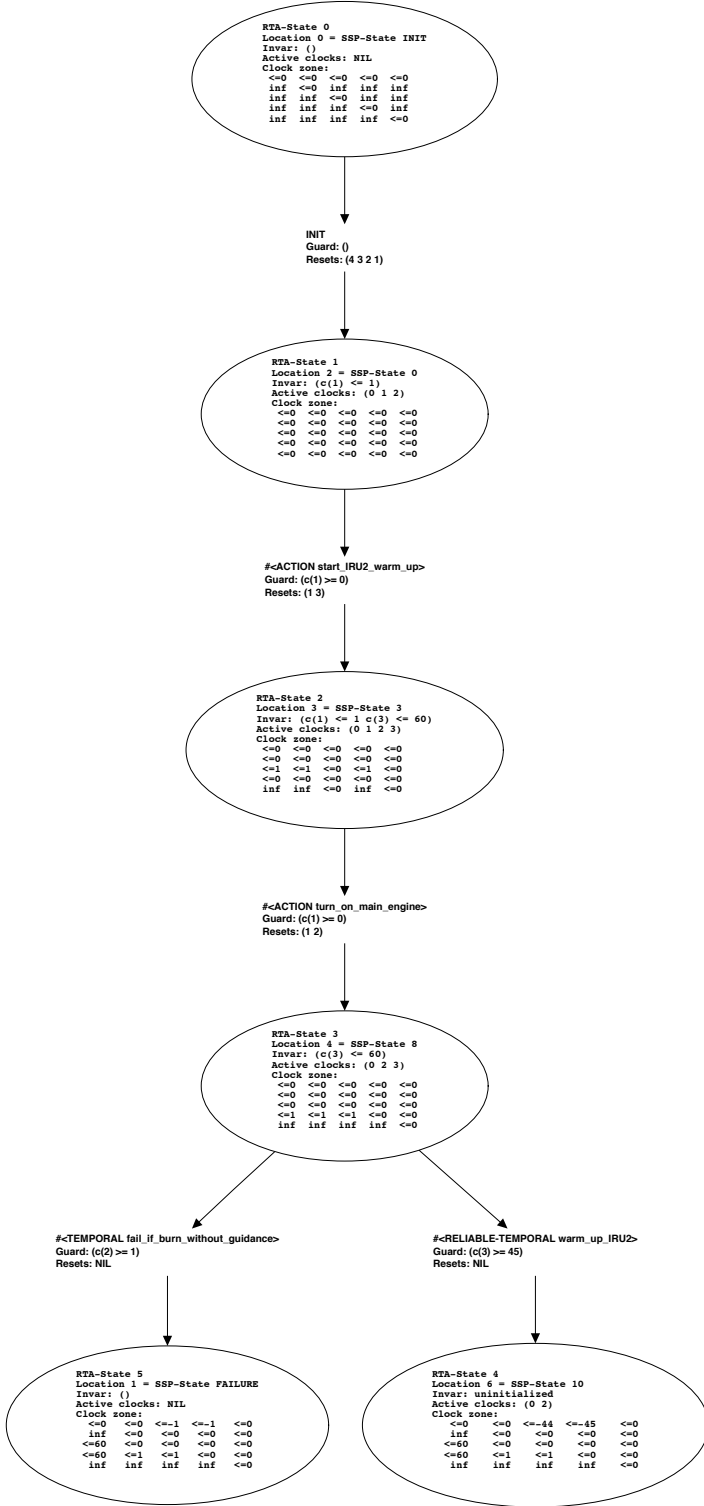 RTA-State 0
Location 0 = SSP-State INIT
Invar: ()
Active clocks: NIL
Clock zone:
<=0 <=0 <=0 <=0 <=0
inf <=0 inf inf inf
inf inf <=0 inf inf
inf inf inf <=0 inf
inf inf inf inf <=0
INIT
Guard: ()
Resets: (4 3 2 1)
RTA-State 1
Location 2 = SSP-State 0
Invar: (c(1) <= 1)
Active clocks: (0 1 2)
Clock zone:
<=0 <=0 <=0 <=0 <=0
<=0 <=0 <=0 <=0 <=0
<=0 <=0 <=0 <=0 <=0
<=0 <=0 <=0 <=0 <=0
<=0 <=0 <=0 <=0 <=0
#<ACTION start_IRU2_warm_up>
Guard: (c(1) >= 0)
Resets: (1 3)
RTA-State 2
Location 3 = SSP-State 3
Invar: (c(1) <= 1 c(3) <= 60)
Active clocks: (0 1 2 3)
Clock zone:
<=0 <=0 <=0 <=0 <=0
<=0 <=0 <=0 <=0 <=0
<=1 <=1 <=0 <=1 <=0
<=0 <=0 <=0 <=0 <=0
inf inf <=0 inf <=0
#<ACTION turn_on_main_engine>
Guard: (c(1) >= 0)
Resets: (1 2)
RTA-State 3
Location 4 = SSP-State 8
Invar: (c(3) <= 60)
Active clocks: (0 2 3)
Clock zone:
<=0 <=0 <=0 <=0 <=0
<=0 <=0 <=0 <=0 <=0
<=0 <=0 <=0 <=0 <=0
<=1 <=1 <=1 <=0 <=0
inf inf inf inf <=0
#<TEMPORAL fail_if_burn_without_guidance>
Guard: (c(2) >= 1)
Resets: NIL
#<RELIABLE-TEMPORAL warm_up_IRU2>
Guard: (c(3) >= 45)
Resets: NIL
RTA-State 5
Location 1 = SSP-State FAILURE
Invar: ()
Active clocks: NIL
Clock zone:
<=0 <=0 <=-1 <=-1 <=0
inf <=0 <=0 <=0 <=0
<=60 <=0 <=0 <=0 <=0
<=60 <=1 <=1 <=0 <=0
inf inf inf inf <=0
RTA-State 4
Location 6 = SSP-State 10
Invar: uninitialized
Active clocks: (0 2)
Clock zone:
<=0 <=0 <=-44 <=-45 <=0
inf <=0 <=0 <=0 <=0
<=60 <=0 <=0 <=0 <=0
<=60 <=1 <=1 <=0 <=0
inf inf inf inf <=0